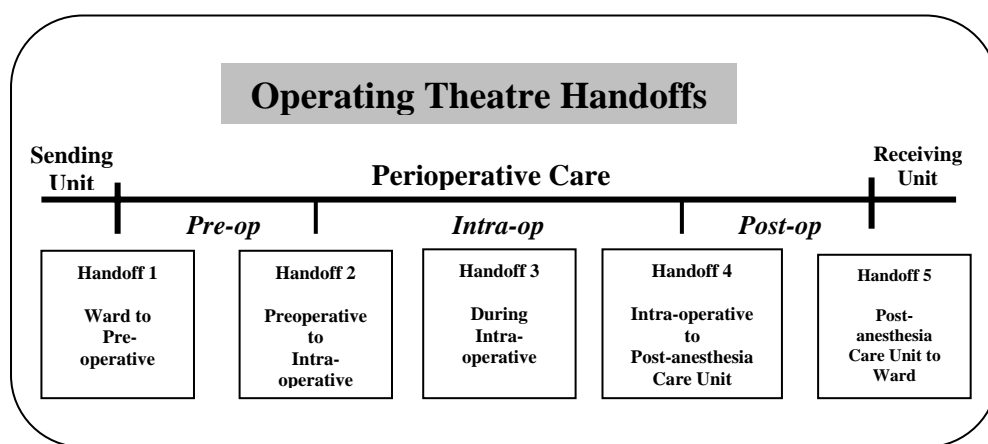 Operating Theatre Handoffs
Sending
Unit
Perioperative Care
Receiving
Unit
Pre-op
Intra-op
Post-op
Handoff 1
Ward to
Pre-
operative
Handoff 2
Preoperative
to
Intra-
operative
Handoff 3
During
Intra-
operative
Handoff 4
Intra-operative
to
Post-anesthesia
Care Unit
Handoff 5
Post-
anesthesia
Care Unit to
Ward